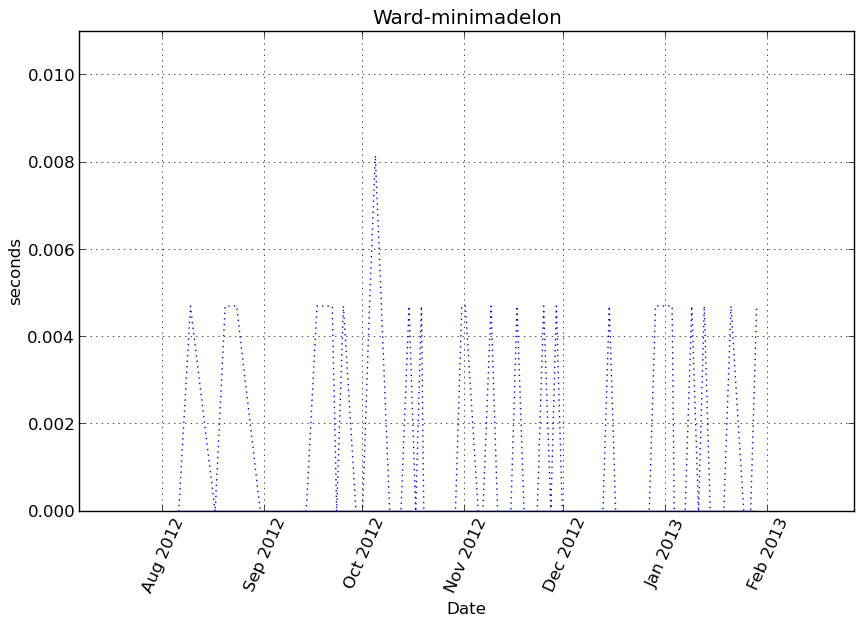 Ward-minimadelon
0.010
0.008
0.006
0.004
0.002
0.000
seconds
Aug 2012
Sep 2012
Oct 2012
Nov 2012
Dec 2012
Jan 2013
Feb 2013
Date